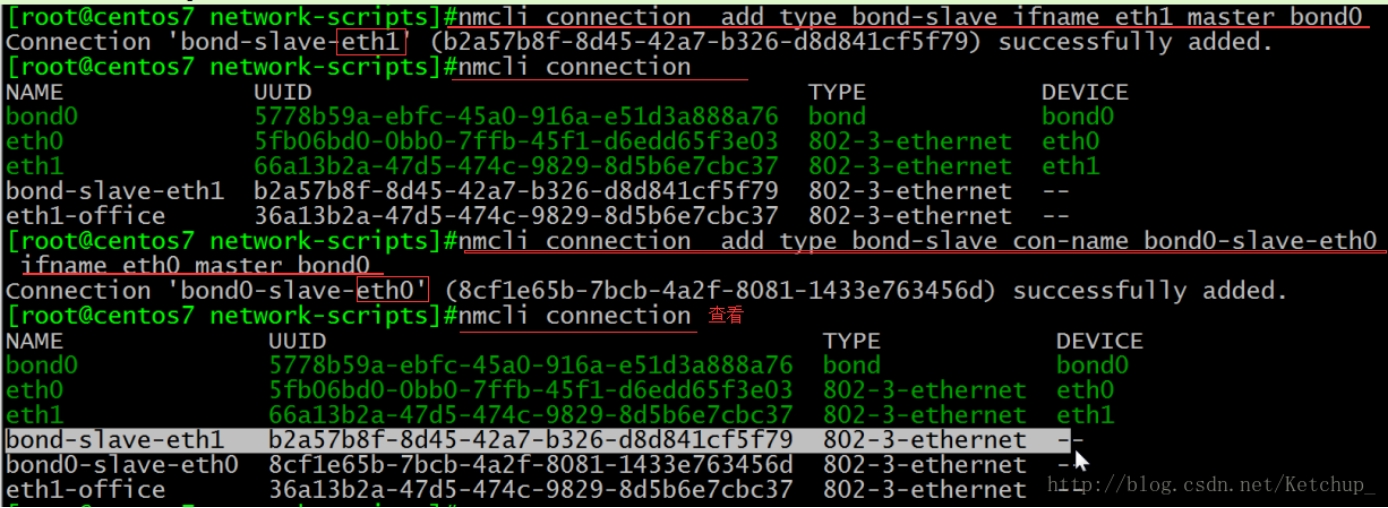 [root@centos7 network-scripts]#nmcli connection  add type bond-slave ifname eth1 master bond0
Connection 'bond-slave-eth1' (b2a57b8f-8d45-42a7-b326-d8d841cf5f79) successfully added.
[root@centos7 network-scripts]#nmcli connection
NAME             UUID                                  TYPE            DEVICE
bond0            5778b59a-ebfc-45a0-916a-e51d3a888a76  bond            bond0
eth0             5fb06bd0-0bb0-7ffb-45f1-d6edd65f3e03  802-3-ethernet  eth0
eth1             66a13b2a-47d5-474c-9829-8d5b6e7cbc37  802-3-ethernet  eth1
bond-slave-eth1  b2a57b8f-8d45-42a7-b326-d8d841cf5f79  802-3-ethernet  --
eth1-office      36a13b2a-47d5-474c-9829-8d5b6e7cbc37  802-3-ethernet  --
[root@centos7 network-scripts]#nmcli connection  add type bond-slave con-name bond0-slave-eth0
ifname eth0 master bond0
Connection 'bond0-slave-eth0' (8cf1e65b-7bcb-4a2f-8081-1433e763456d) successfully added.
[root@centos7 network-scripts]#nmcli connection 查看
NAME              UUID                                  TYPE            DEVICE
bond0             5778b59a-ebfc-45a0-916a-e51d3a888a76  bond            bond0
eth0              5fb06bd0-0bb0-7ffb-45f1-d6edd65f3e03  802-3-ethernet  eth0
eth1              66a13b2a-47d5-474c-9829-8d5b6e7cbc37  802-3-ethernet  eth1
bond-slave-eth1   b2a57b8f-8d45-42a7-b326-d8d841cf5f79  802-3-ethernet  --
bond0-slave-eth0  8cf1e65b-7bcb-4a2f-8081-1433e763456d  802-3-ethernet  --
eth1-office       36a13b2a-47d5-474c-9829-8d5b6e7cbc37  802-3-ethernet  --
http://blog.csdn.net/Ketchup_